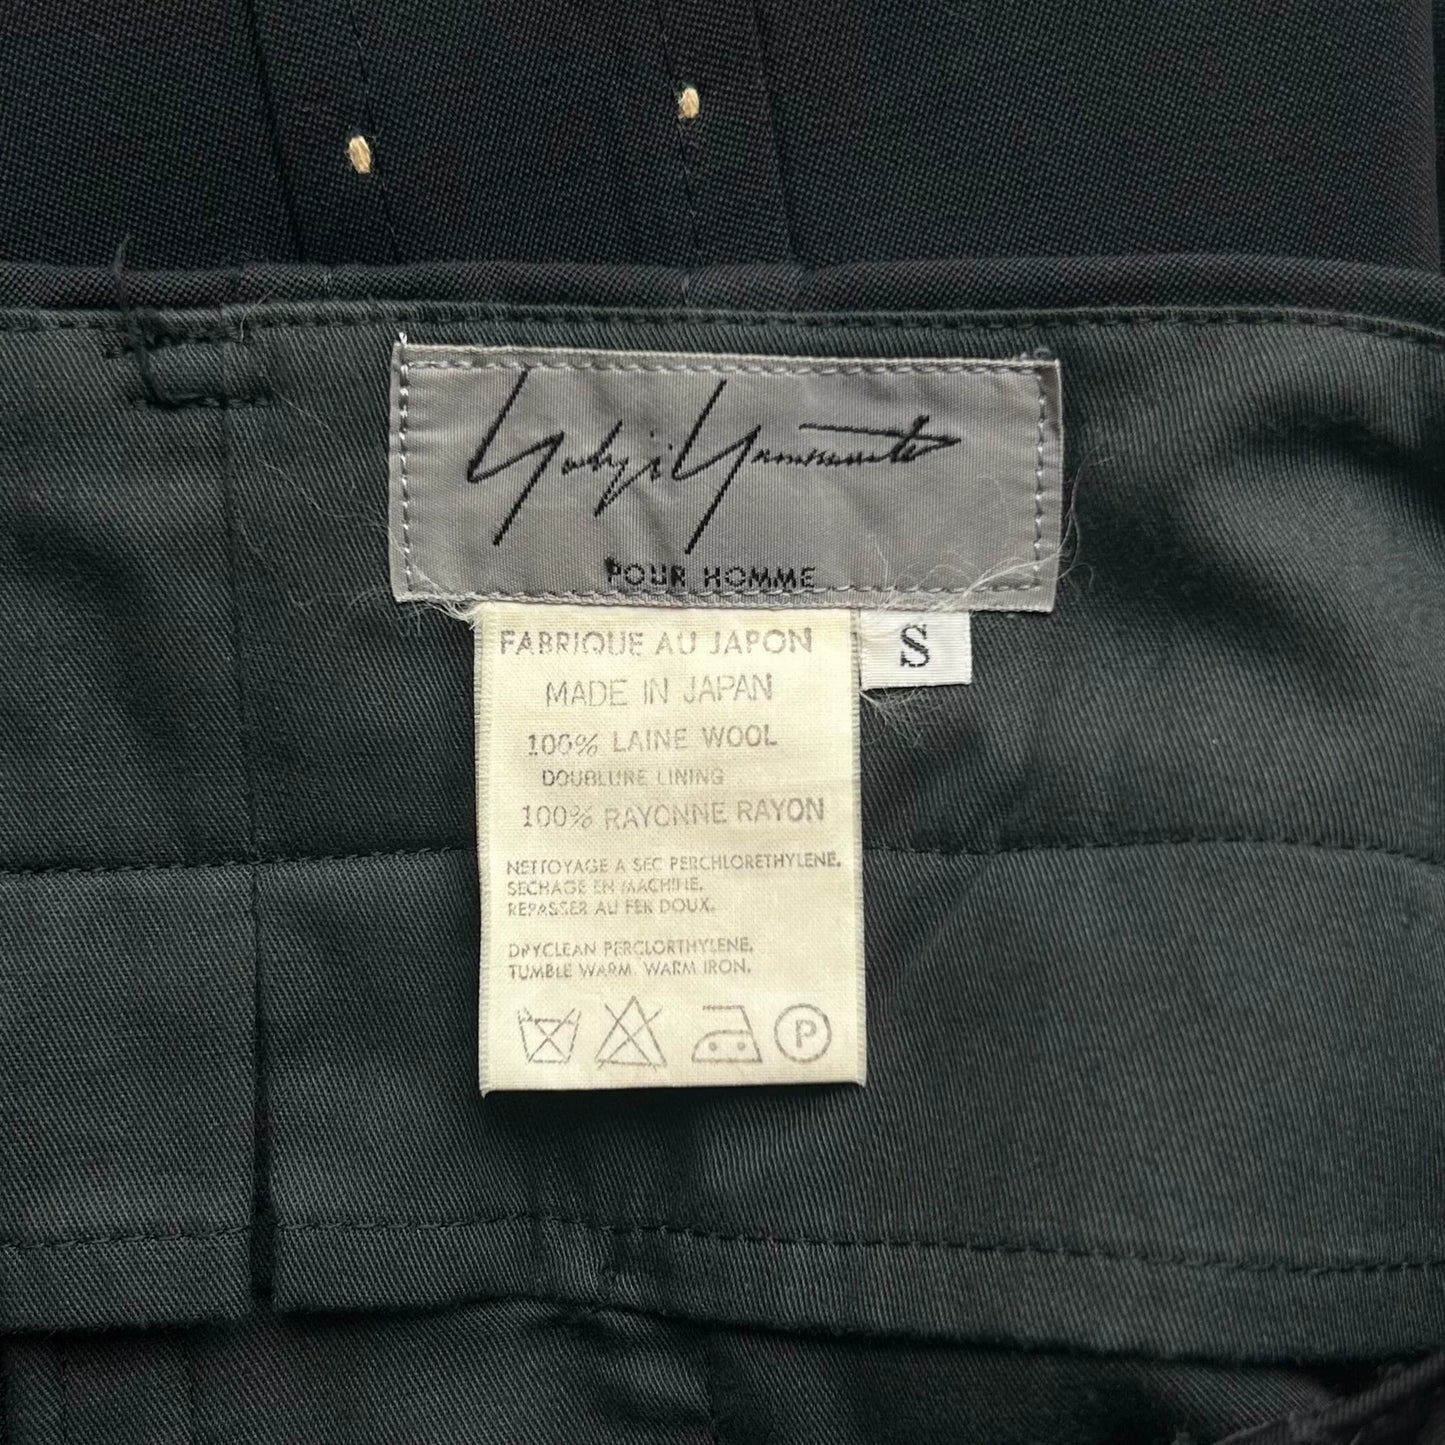 Yohji Yamamoto
POUR HOMME
S
FABRIQUE AU JAPON
MADE IN JAPAN
100% LAINE WOOL
DOUBLURE LINING
100% RAYONNE RAYON
NETTOYAGE A SEC PERCHLORETHYLENE.
SECHAGE EN MACHINE.
REPASSER AU FER DOUX.
DRYCLEAN PERCLORTHYLENE.
TUMBLE WARM. WARM IRON.
P